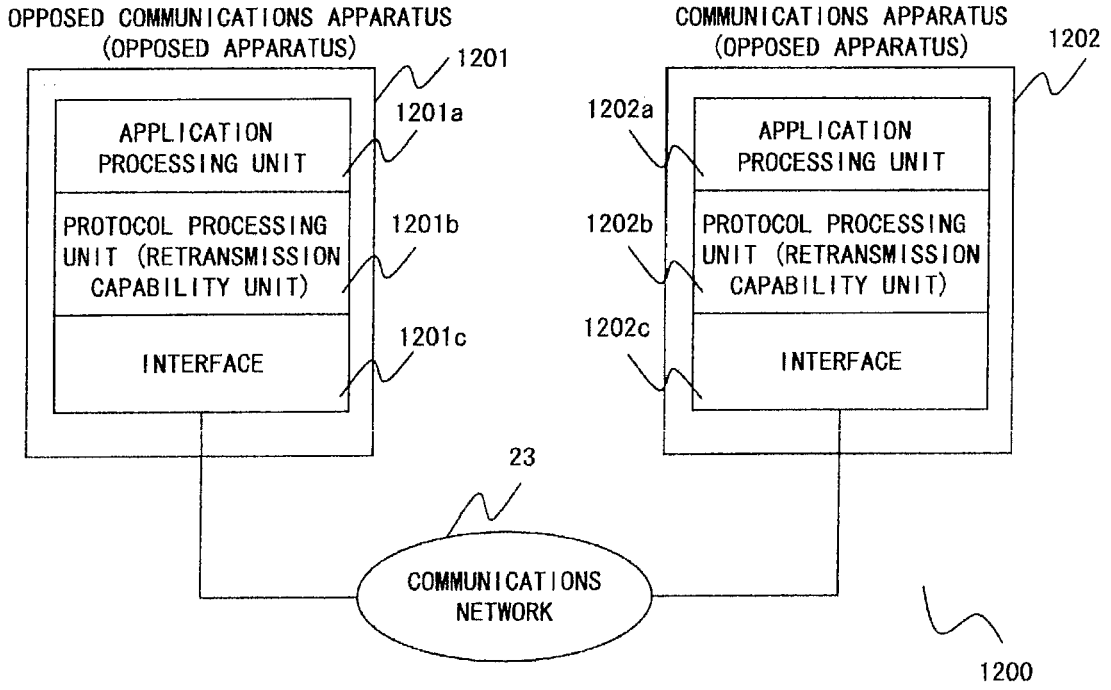 OPPOSED COMMUNICATIONS APPARATUS
(OPPOSED APPARATUS)
1201
APPLICATION
PROCESSING UNIT
1201a
PROTOCOL PROCESSING
UNIT (RETRANSMISSION
CAPABILITY UNIT)
1201b
INTERFACE
1201c
COMMUNICATIONS APPARATUS
(OPPOSED APPARATUS)
1202
1202a
APPLICATION
PROCESSING UNIT
1202b
PROTOCOL PROCESSING
UNIT (RETRANSMISSION
CAPABILITY UNIT)
1202c
INTERFACE
23
COMMUNICATIONS
NETWORK
1200